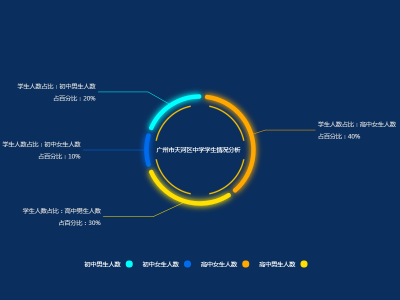 学生人数占比：初中男生人数
占百分比：20%
学生人数占比：高中女生人数
占百分比：40%
学生人数占比：初中女生人数
占百分比：10%
广州市天河区中学学生情况分析
学生人数占比：高中男生人数
占百分比：30%
初中男生人数 初中女生人数 高中女生人数 高中男生人数